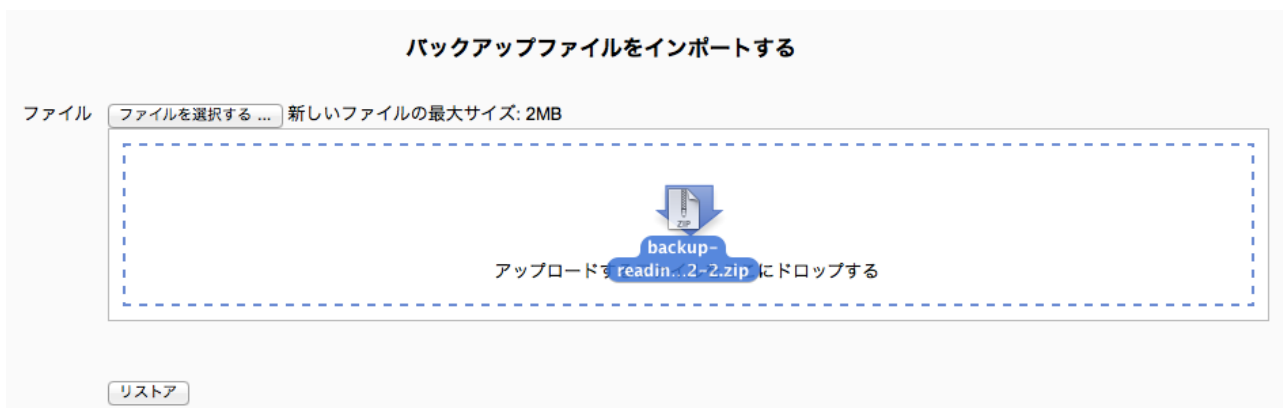 バックアップファイルをインポートする
ファイル ファイルを選択する ... 新しいファイルの最大サイズ: 2MB
ZIP
backup-
readin...2-2.zip
アップロードす にドロップする
リストア